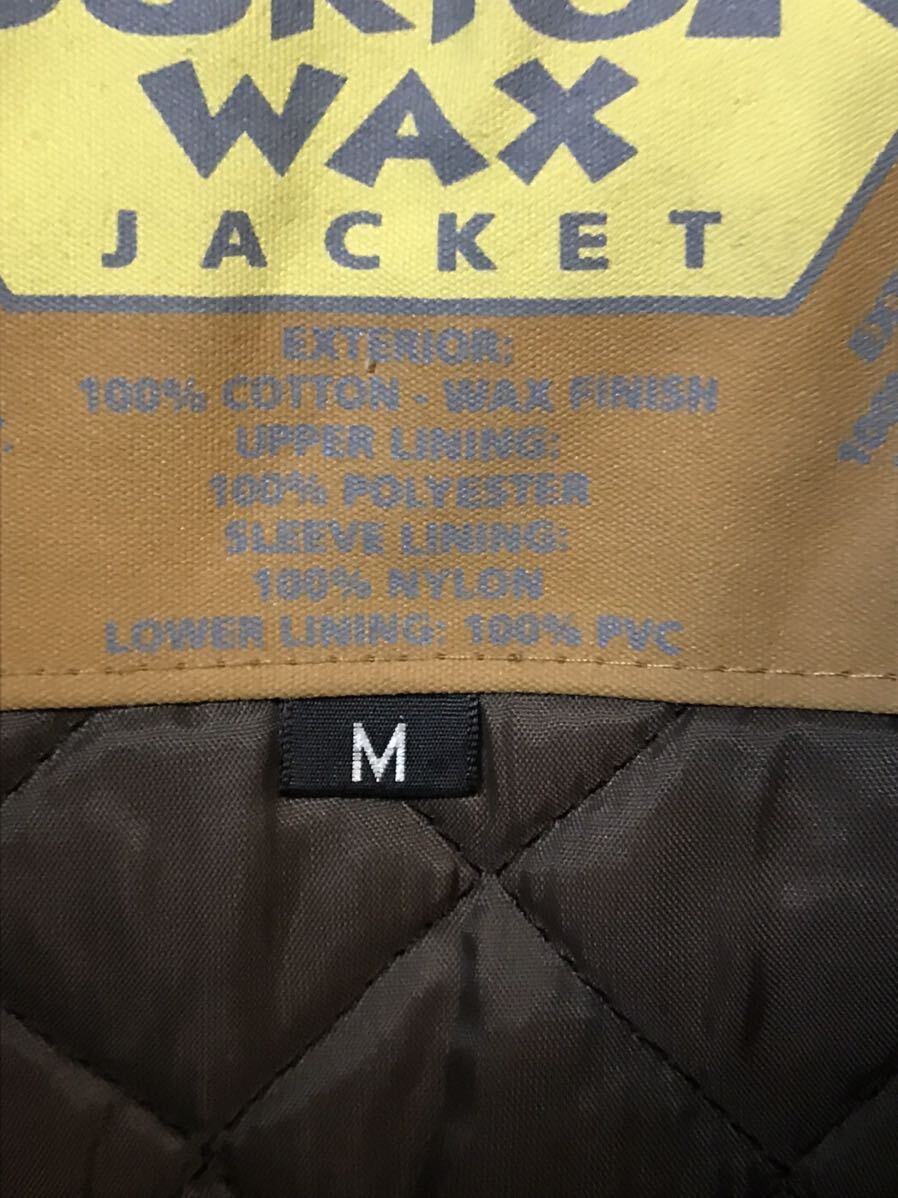 WAX
JACKET
EXTERIOR:
100% COTTON - WAX FINISH
UPPER LINING:
100% POLYESTER
SLEEVE LINING:
100% NYLON
LOWER LINING: 100% PVC
M